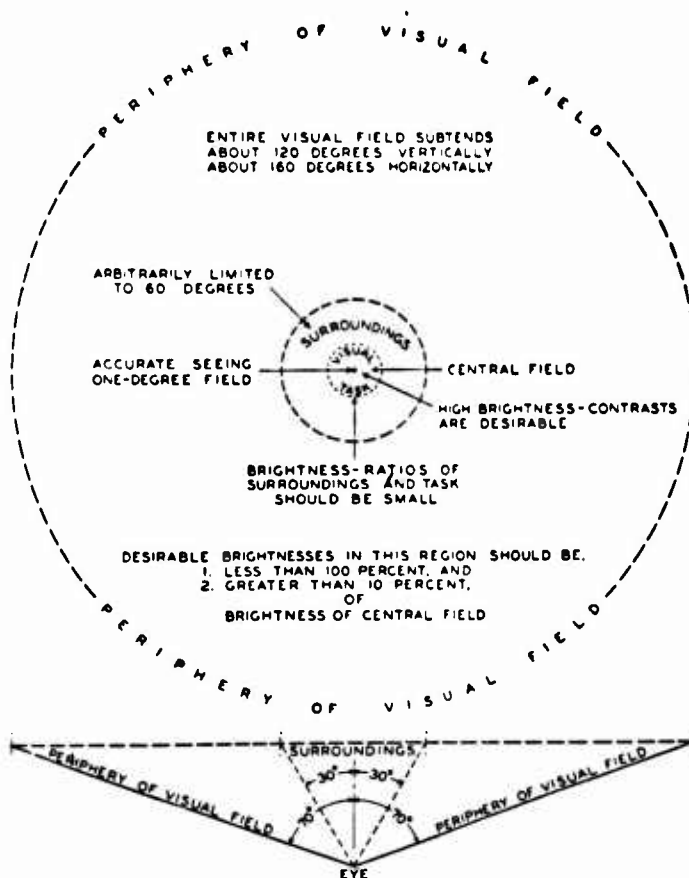 PERIPHERY OF VISUAL FIELD
ENTIRE VISUAL FIELD SUBTENDS
ABOUT 120 DEGREES VERTICALLY
ABOUT 160 DEGREES HORIZONTALLY
ARBITRARILY LIMITED
TO 60 DEGREES
SURROUNDINGS
VISUAL
TASK
ACCURATE SEEING
ONE-DEGREE FIELD
CENTRAL FIELD
HIGH BRIGHTNESS-CONTRASTS
ARE DESIRABLE
BRIGHTNESS-RATIOS OF
SURROUNDINGS AND TASK
SHOULD BE SMALL
DESIRABLE BRIGHTNESSES IN THIS REGION SHOULD BE,
1. LESS THAN 100 PERCENT, AND
2. GREATER THAN 10 PERCENT,
OF
BRIGHTNESS OF CENTRAL FIELD
PERIPHERY OF VISUAL FIELD
SURROUNDINGS
PERIPHERY OF VISUAL FIELD
30° 30°
70° 70°
PERIPHERY OF VISUAL FIELD
EYE